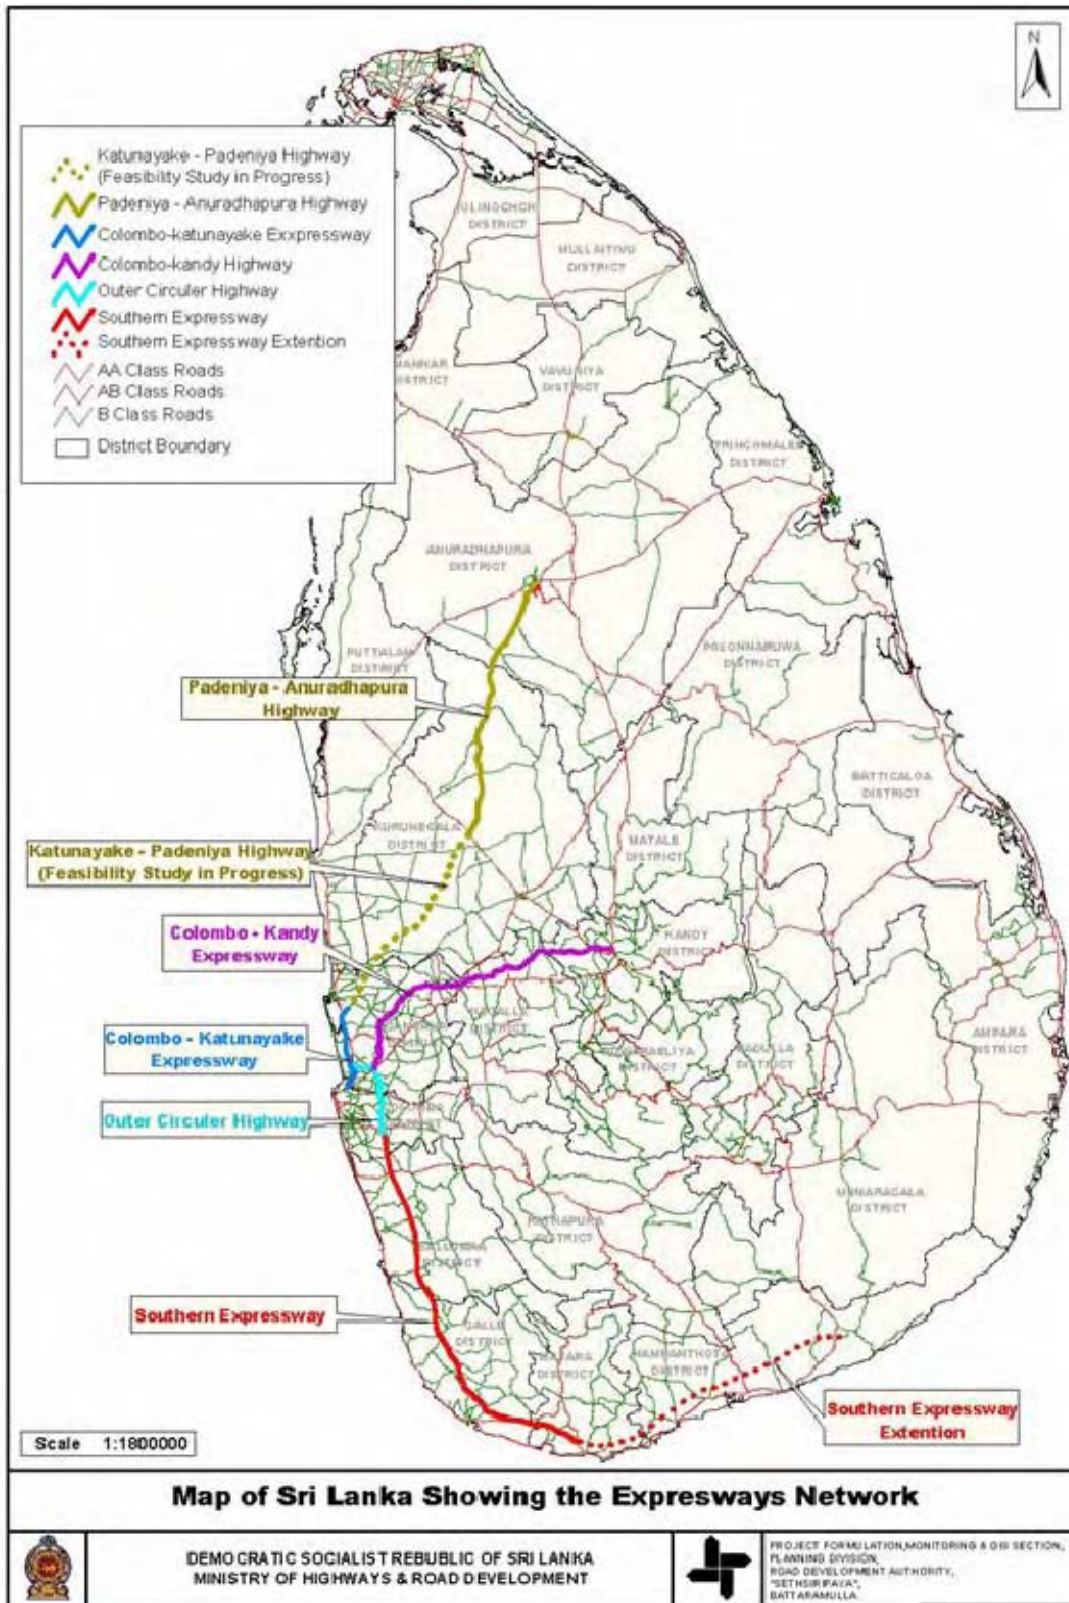 N
Katunayake - Padeniya Highway
(Feasibility Study in Progress)
Padeniya - Anuradhapura Highway
Colombo-katunayake Exxpressway
Colombo-kandy Highway
Outer Circuler Highway
Southern Expressway
Southern Expressway Extention
AA Class Roads
AB Class Roads
B Class Roads
District Boundary
DISTRICT
MULLAITIVU
DISTRICT
DISTRICT
VAVUNIYA
DISTRICT
DISTRICT
ANURADHAPURA
DISTRICT
PUTTALAM
DISTRICT
POLONNARUWA
DISTRICT
Padeniya - Anuradhapura
Highway
BATTICALOA
DISTRICT
KURUNEGALA
DISTRICT
MATALE
DISTRICT
Katunayake - Padeniya Highway
(Feasibility Study in Progress)
Colombo - Kandy
Expressway
KANDY
DISTRICT
DISTRICT
AMPARA
DISTRICT
BADULLA
DISTRICT
DISTRICT
Colombo - Katunayake
Expressway
Outer Circuler Highway
MONARAGALA
DISTRICT
RATNAPURA
DISTRICT
DISTRICT
Southern Expressway
GALLE
DISTRICT
MATARA
DISTRICT
HAMBANTHOTA
DISTRICT
Southern Expressway
Extention
Scale 1:1800000
Map of Sri Lanka Showing the Expresways Network
DEMOCRATIC SOCIALIST REBUBLIC OF SRI LANKA
MINISTRY OF HIGHWAYS & ROAD DEVELOPMENT
PROJECT FORMULATION,MONITORING & GIS SECTION,
PLANNING DIVISION,
ROAD DEVELOPMENT AUTHORITY,
"SETHSIRIPAYA",
BATTARAMULLA.